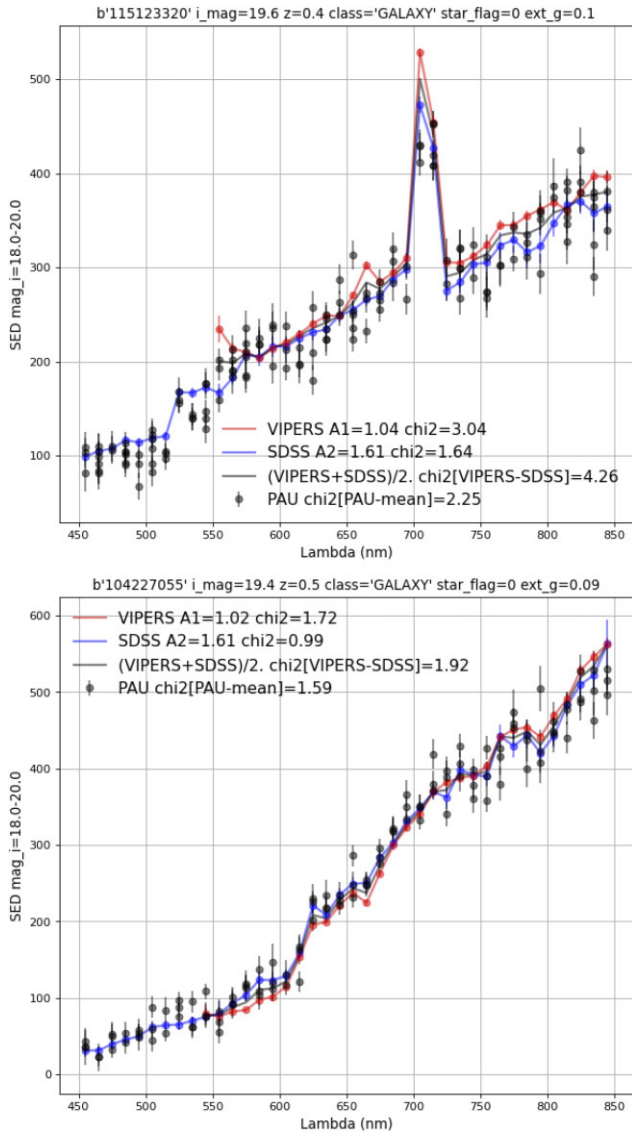 b'115123320' i_mag=19.6 z=0.4 class='GALAXY' star_flag=0 ext_g=0.1
500
400
300
200
100
SED mag_i=18.0-20.0
VIPERS A1=1.04 chi2=3.04
SDSS A2=1.61 chi2=1.64
(VIPERS+SDSS)/2. chi2[VIPERS-SDSS]=4.26
PAU chi2[PAU-mean]=2.25
450 500 550 600 650 700 750 800 850
Lambda (nm)
b'104227055' i_mag=19.4 z=0.5 class='GALAXY' star_flag=0 ext_g=0.09
600
500
400
300
200
100
0
SED mag_i=18.0-20.0
VIPERS A1=1.02 chi2=1.72
SDSS A2=1.61 chi2=0.99
(VIPERS+SDSS)/2. chi2[VIPERS-SDSS]=1.92
PAU chi2[PAU-mean]=1.59
450 500 550 600 650 700 750 800 850
Lambda (nm)